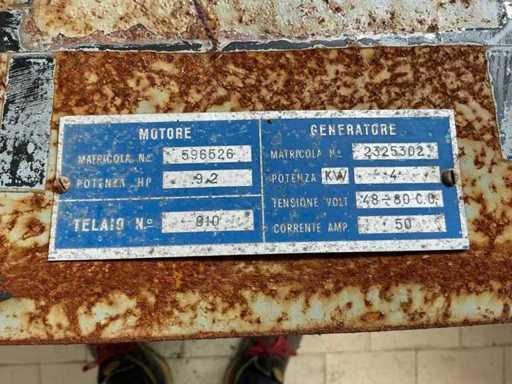 MOTORE
MATRICOLA N.o 596526
POTENZA HP 9.2
TELAIO N.o 810
GENERATORE
MATRICOLA N.o 2325302
POTENZA KW 4
TENSIONE VOLT 48÷80 C.C.
CORRENTE AMP. 50